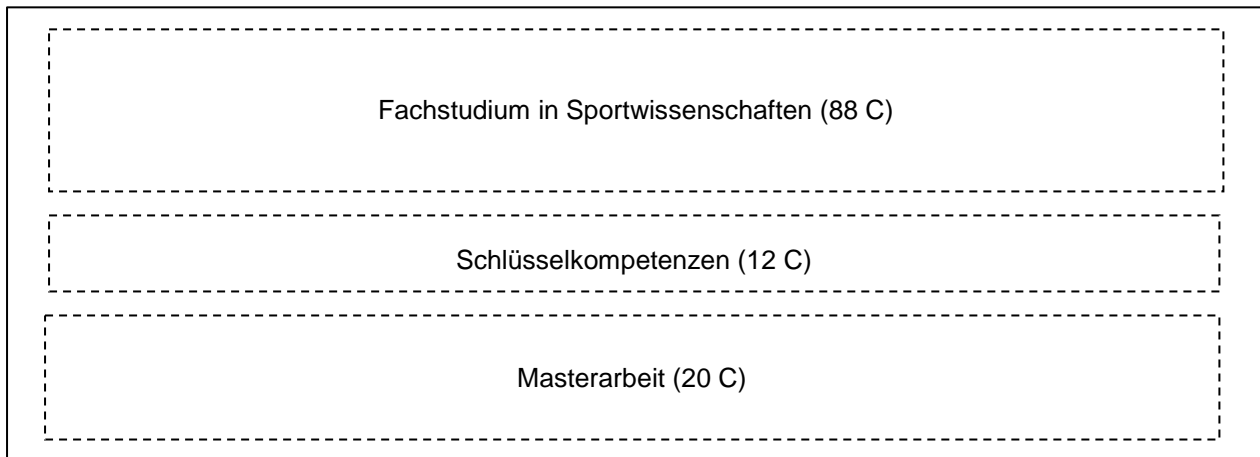 Fachstudium in Sportwissenschaften (88 C)
Schlüsselkompetenzen (12 C)
Masterarbeit (20 C)